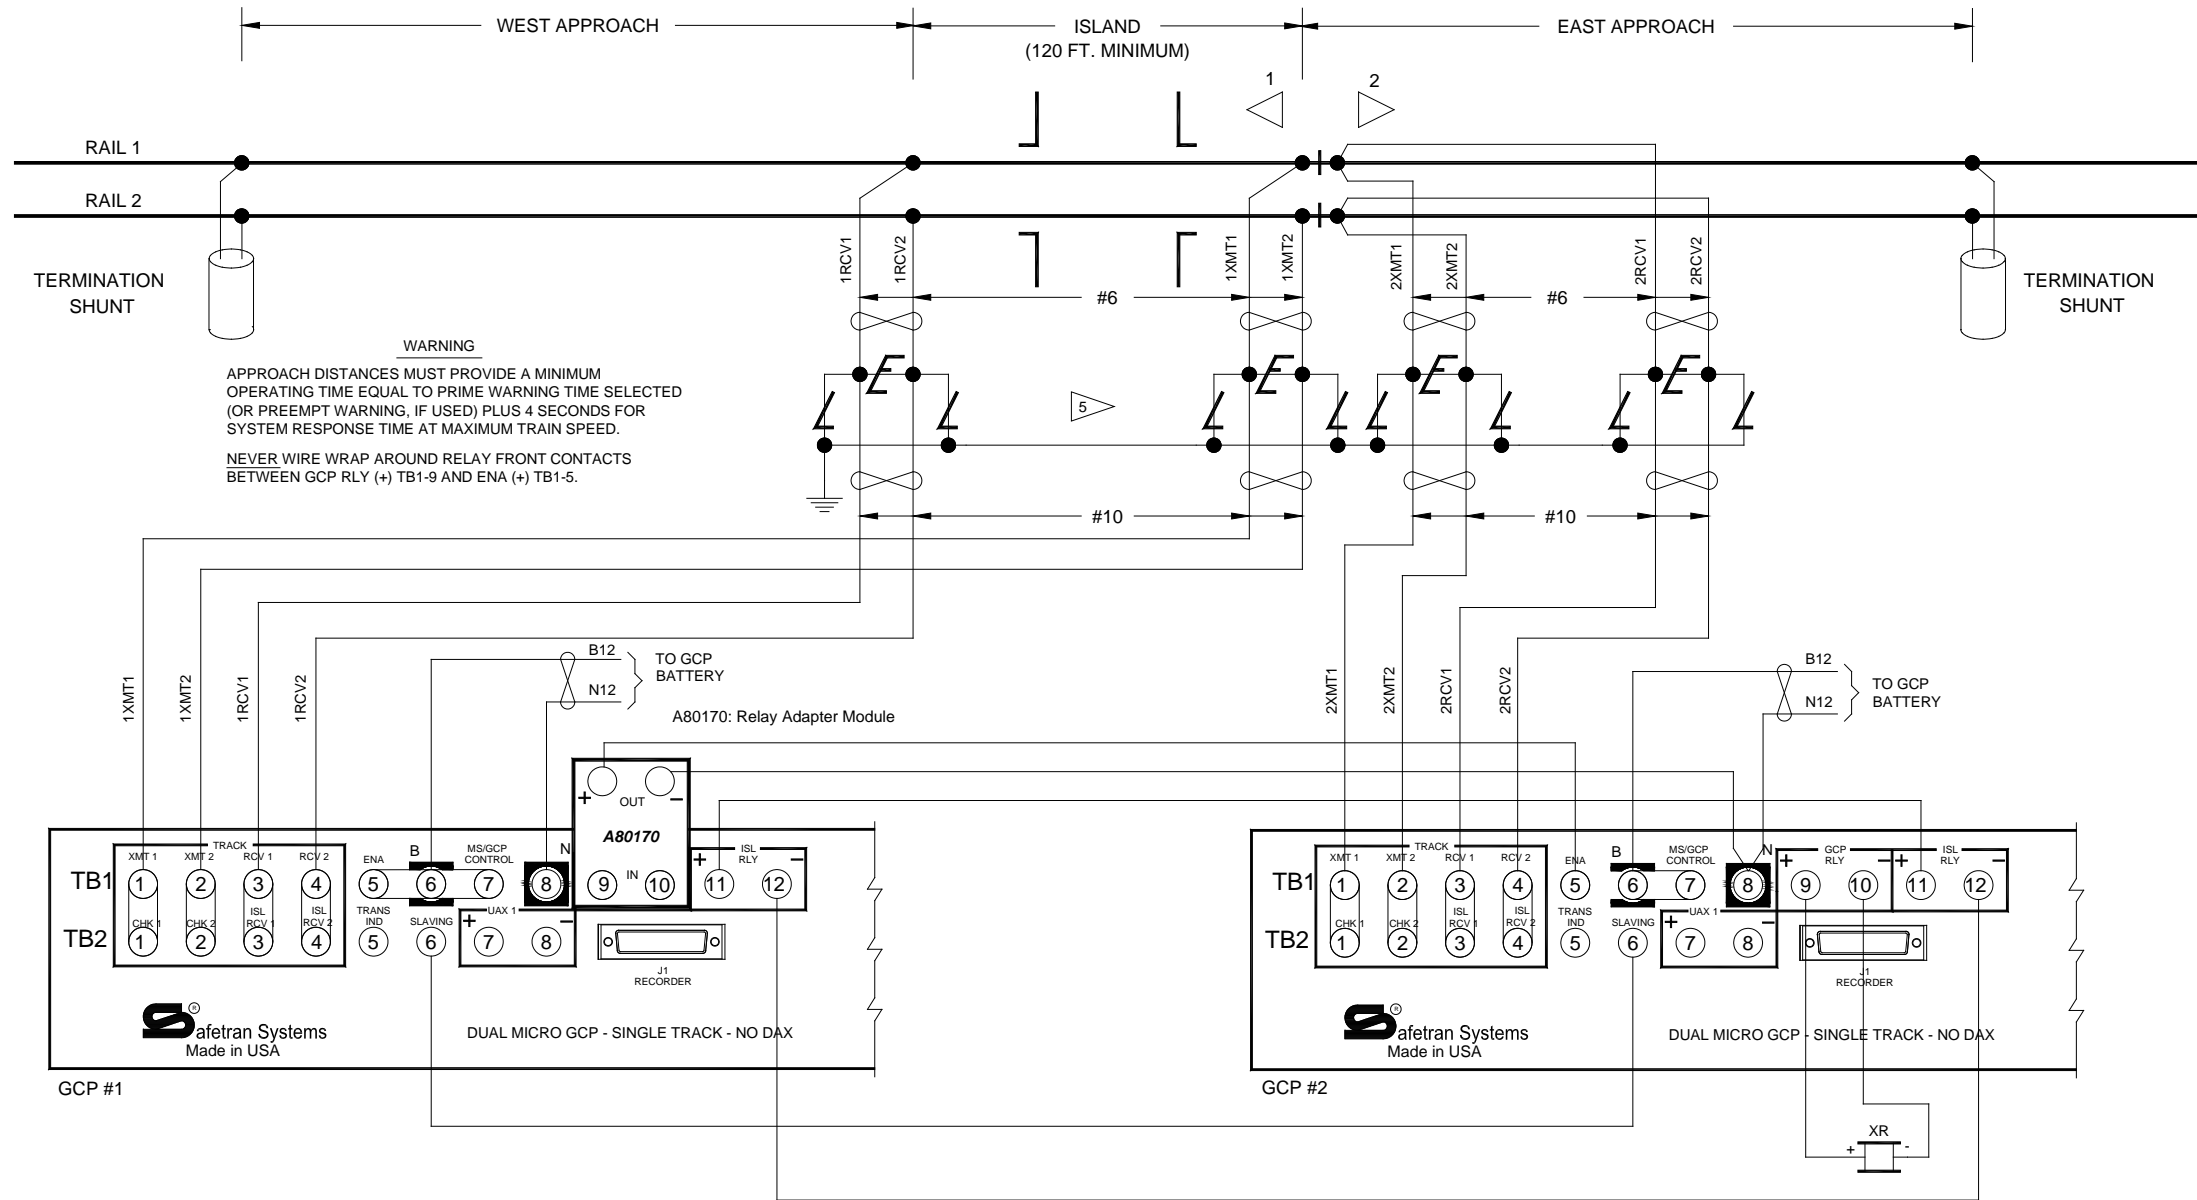 WEST APPROACH
ISLAND
(120 FT. MINIMUM)
EAST APPROACH
1
2
RAIL 1
RAIL 2
1RCV1
1RCV2
1XMT1
1XMT2
2XMT1
2XMT2
2RCV1
2RCV2
TERMINATION
SHUNT
#6
#6
TERMINATION
SHUNT
WARNING
APPROACH DISTANCES MUST PROVIDE A MINIMUM
OPERATING TIME EQUAL TO PRIME WARNING TIME SELECTED
(OR PREEMPT WARNING, IF USED) PLUS 4 SECONDS FOR
SYSTEM RESPONSE TIME AT MAXIMUM TRAIN SPEED.
NEVER WIRE WRAP AROUND RELAY FRONT CONTACTS
BETWEEN GCP RLY (+) TB1-9 AND ENA (+) TB1-5.
5
#10
#10
1XMT1
1XMT2
1RCV1
1RCV2
B12
N12
TO GCP
BATTERY
A80170: Relay Adapter Module
2XMT1
2XMT2
2RCV1
2RCV2
B12
N12
TO GCP
BATTERY
+ OUT -
A80170
IN
9 10
TRACK
XMT 1 XMT 2 RCV 1 RCV 2
ENA
B
MS/GCP
CONTROL
N
+ ISL
RLY -
TB1
1 2 3 4 5 6 7 8
11 12
CHK 1 CHK 2
ISL
RCV 1
ISL
RCV 2
TRANS
IND
SLAVING
+ UAX 1 -
TB2
1 2 3 4 5 6 7 8
J1
RECORDER
Safetran Systems ®
Made in USA
DUAL MICRO GCP - SINGLE TRACK - NO DAX
GCP #1
TRACK
XMT 1 XMT 2 RCV 1 RCV 2
ENA
B
MS/GCP
CONTROL
N
+ GCP
RLY -
+ ISL
RLY -
TB1
1 2 3 4 5 6 7 8 9 10 11 12
CHK 1 CHK 2
ISL
RCV 1
ISL
RCV 2
TRANS
IND
SLAVING
+ UAX 1 -
TB2
1 2 3 4 5 6 7 8
J1
RECORDER
Safetran Systems ®
Made in USA
DUAL MICRO GCP - SINGLE TRACK - NO DAX
GCP #2
XR
+ -